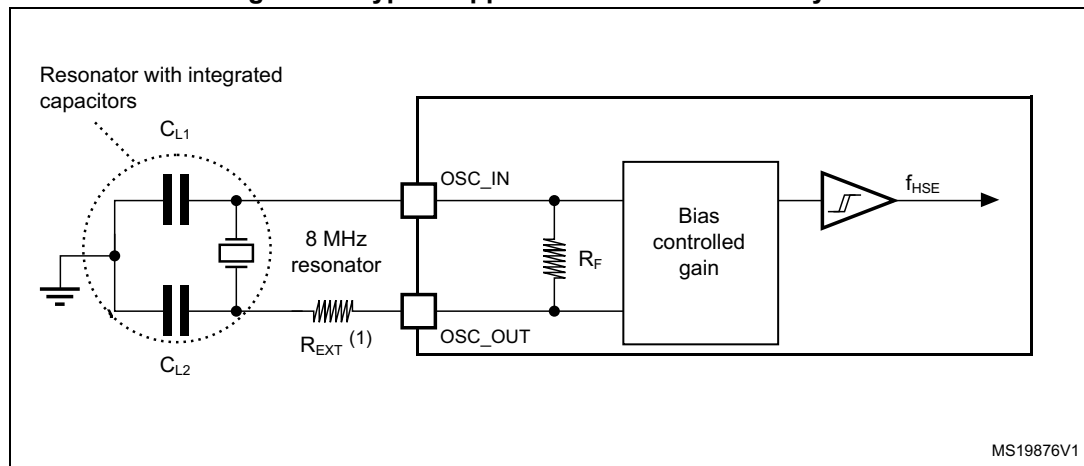 Resonator with integrated
capacitors
CL1
OSC_IN
fHSE
8 MHz
resonator
RF
Bias
controlled
gain
REXT (1)
OSC_OUT
CL2
MS19876V1